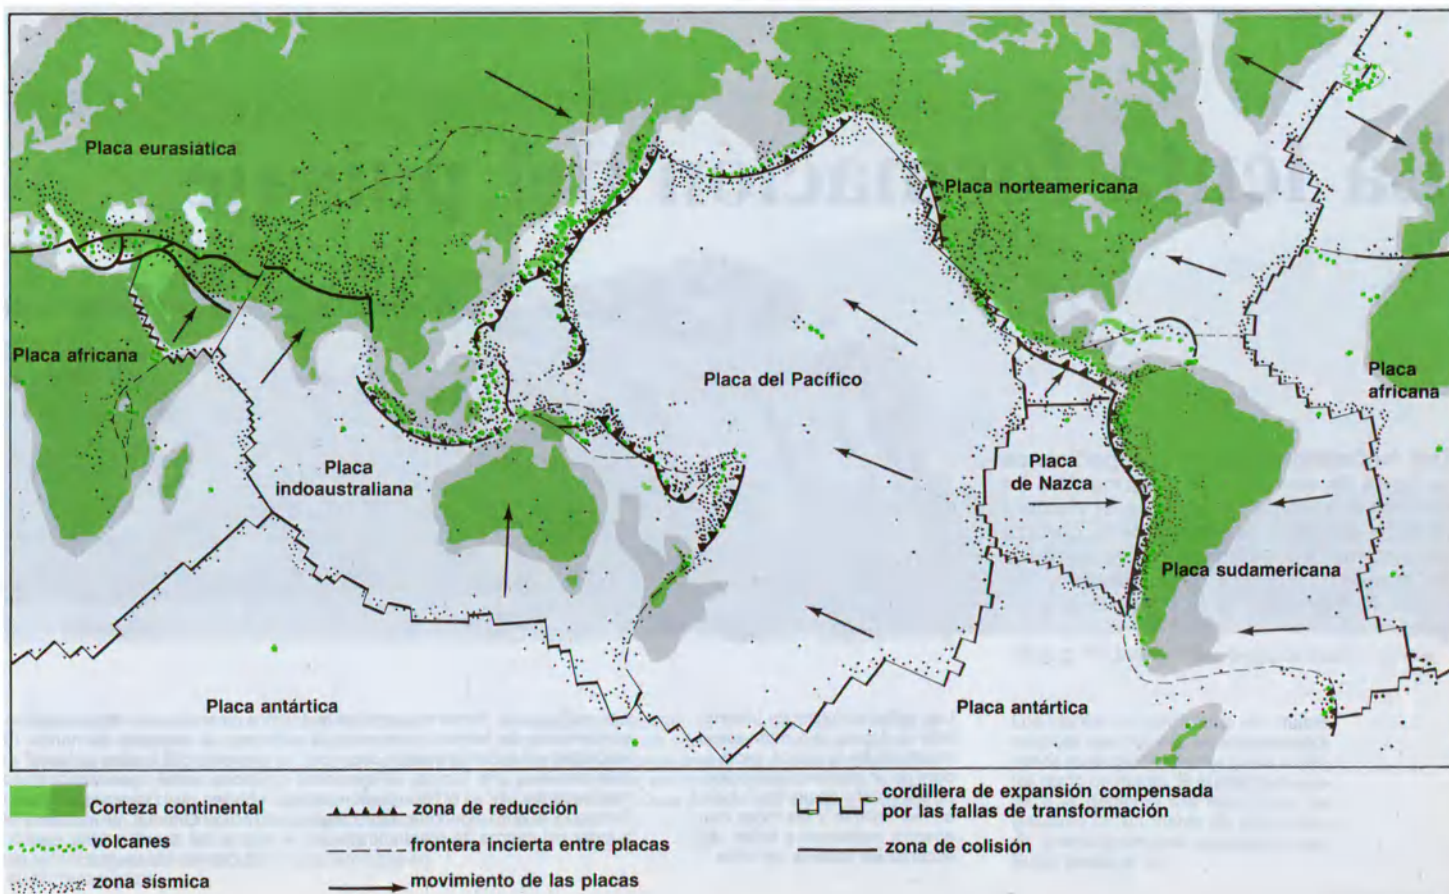 Placa eurasiatica
Placa norteamericana
Placa africana
Placa del Pacífico
Placa
africana
Placa
indoaustraliana
Placa
de Nazca
Placa sudamericana
Placa antártica
Placa antártica
Corteza continental
volcanes
zona sísmica
zona de reducción
frontera incierta entre placas
movimiento de las placas
cordillera de expansión compensada
por las fallas de transformación
zona de colisión